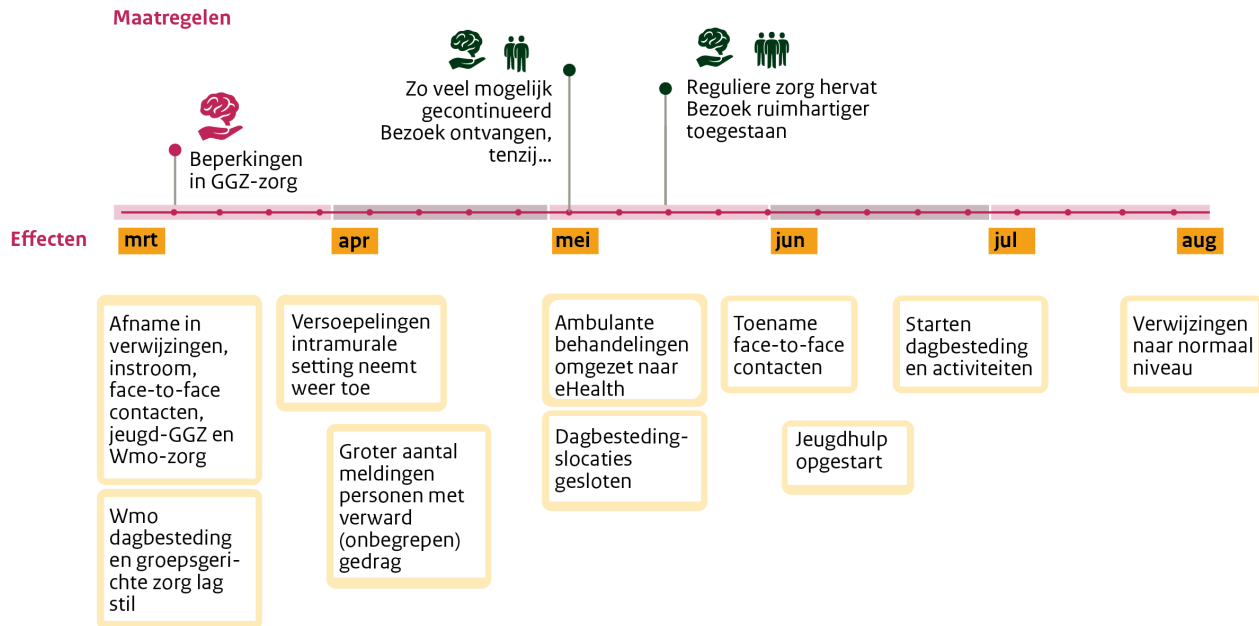 Maatregelen
Beperkingen
in GGZ-zorg
Zo veel mogelijk
gecontinueerd
Bezoek ontvangen,
tenzij...
Reguliere zorg hervat
Bezoek ruimhartiger
toegestaan
Effecten
mrt
apr
mei
jun
jul
aug
Afname in
verwijzingen,
instroom,
face-to-face
contacten,
jeugd-GGZ en
Wmo-zorg
Wmo
dagbesteding
en groepsgeri-
chte zorg lag
stil
Versoepelingen
intramurale
setting neemt
weer toe
Groter aantal
meldingen
personen met
verward
(onbegrepen)
gedrag
Ambulante
behandelingen
omgezet naar
eHealth
Dagbesteding-
slocaties
gesloten
Toename
face-to-face
contacten
Jeugdhulp
opgestart
Starten
dagbesteding
en activiteiten
Verwijzingen
naar normaal
niveau